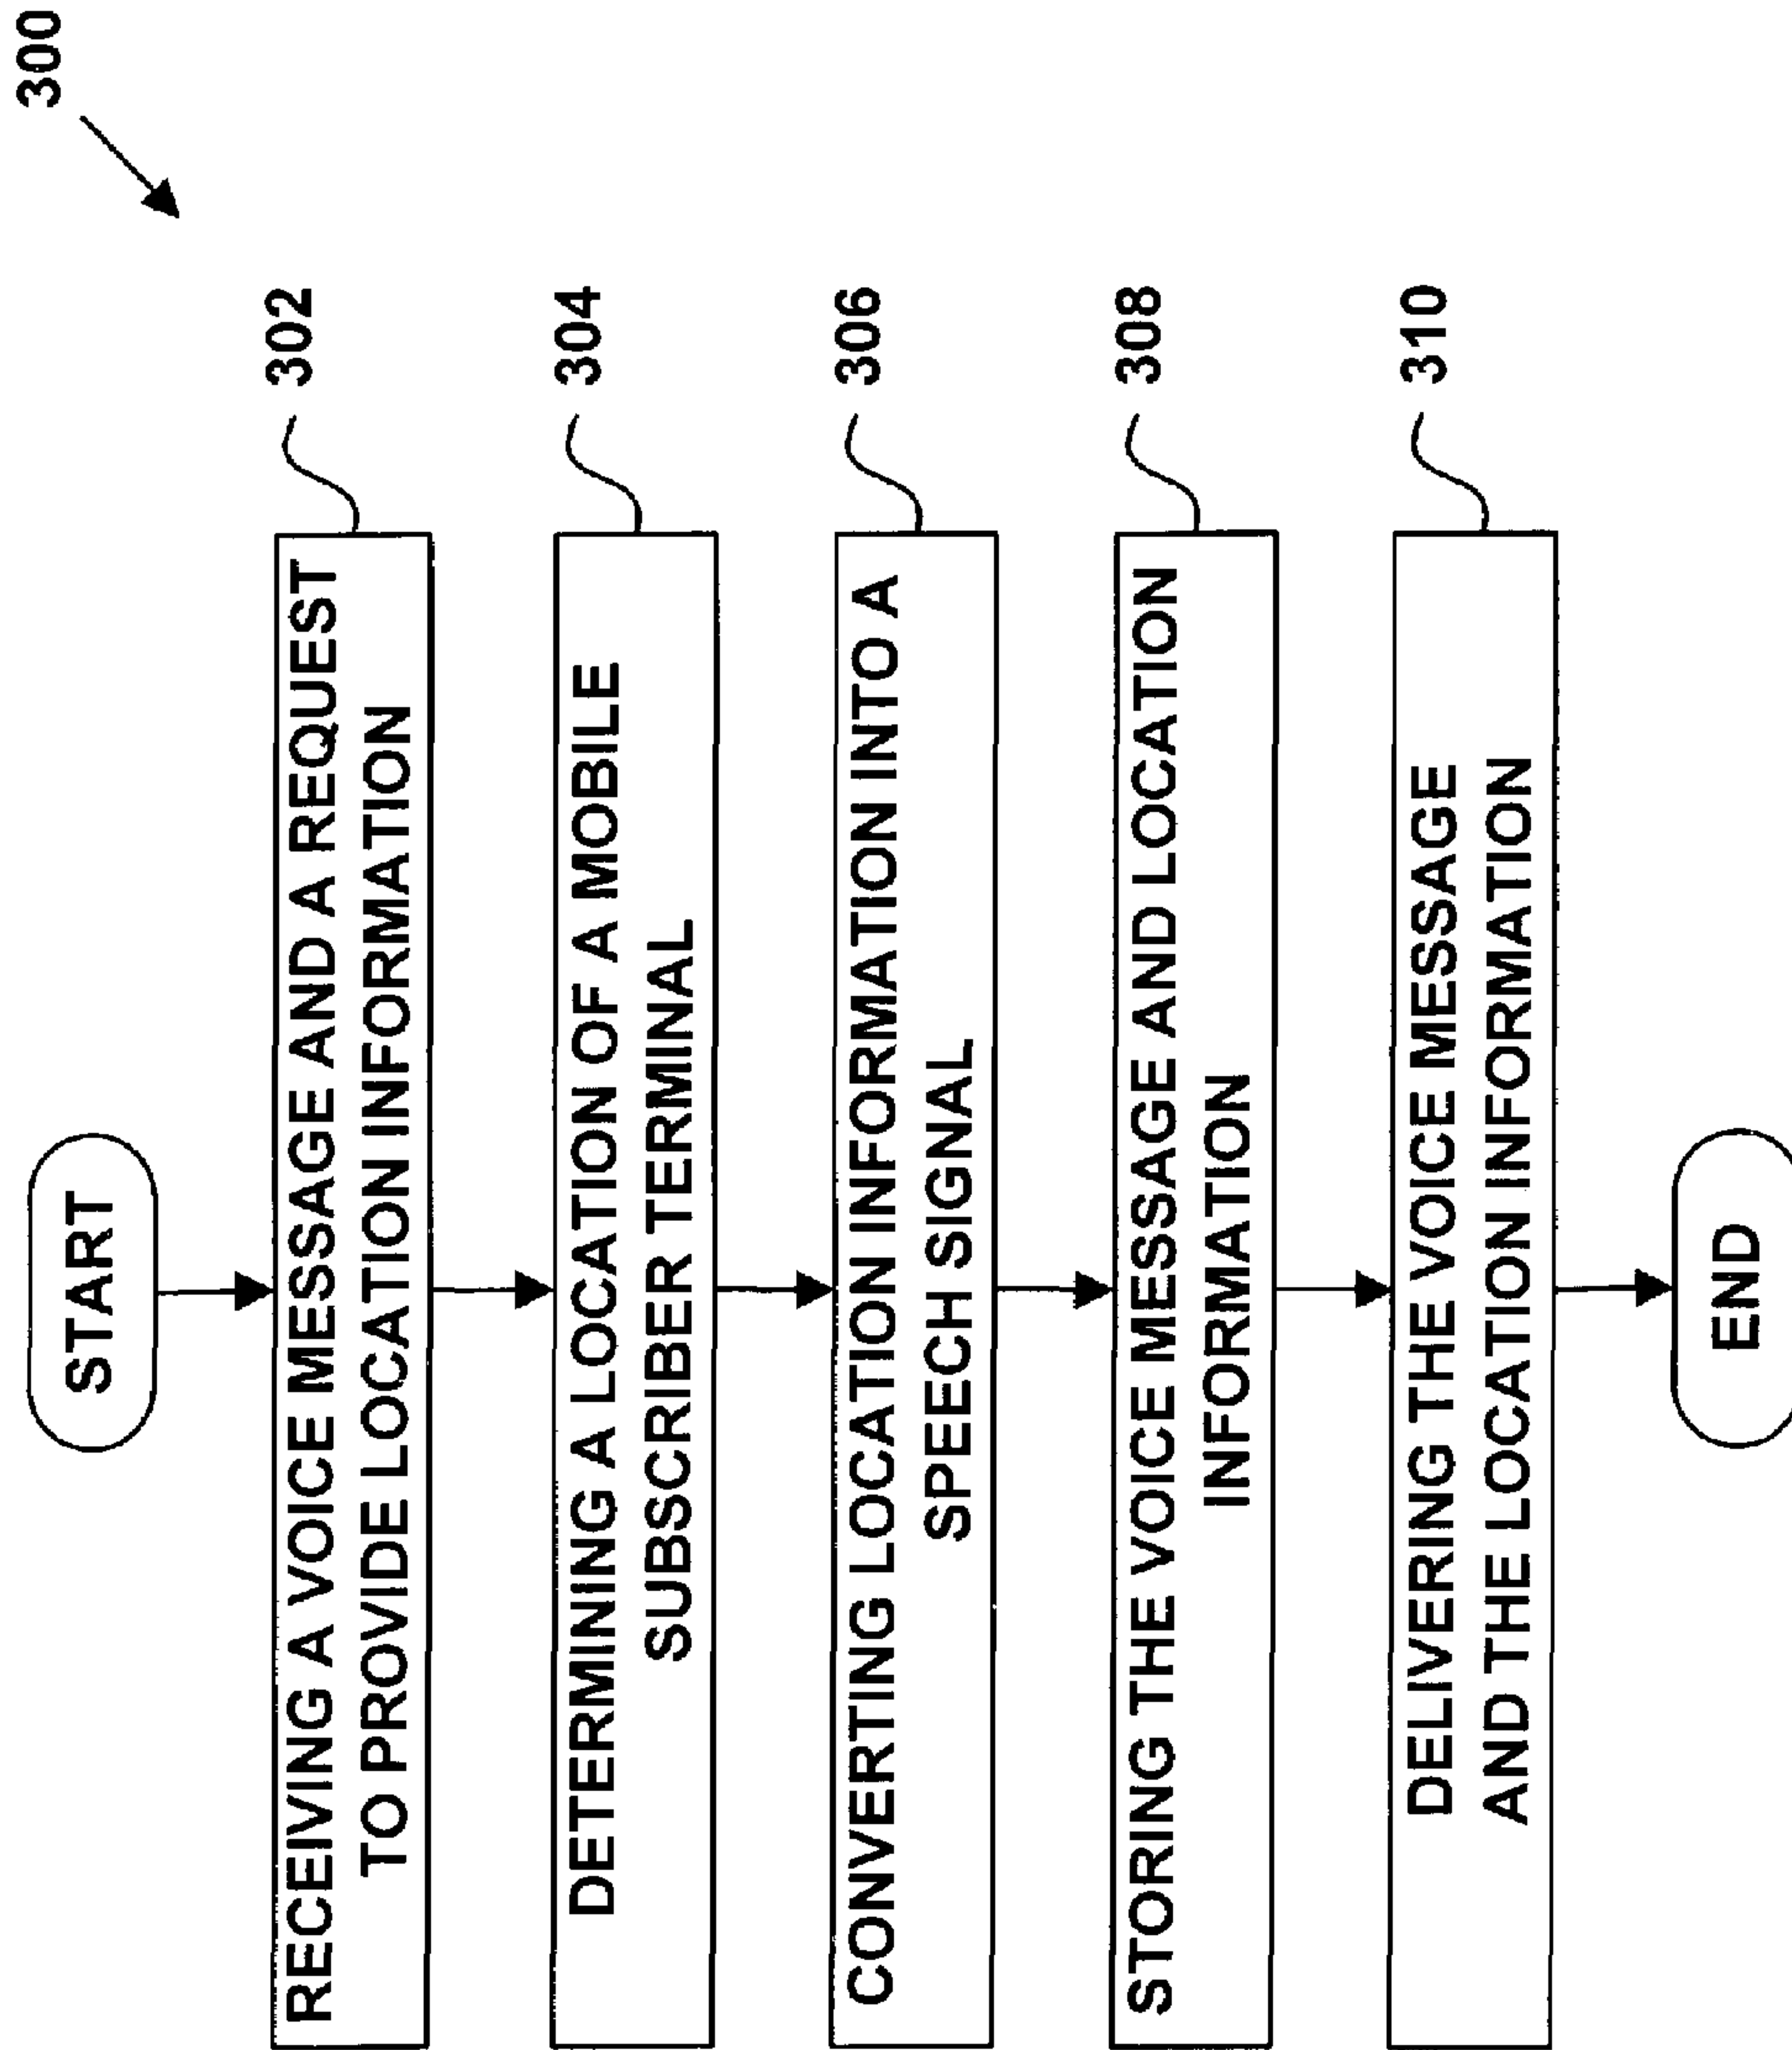 300
START
RECEIVING A VOICE MESSAGE AND A REQUEST
TO PROVIDE LOCATION INFORMATION
302
DETERMINING A LOCATION OF A MOBILE
SUBSCRIBER TERMINAL
304
CONVERTING LOCATION INFORMATION INTO A
SPEECH SIGNAL
306
STORING THE VOICE MESSAGE AND LOCATION
INFORMATION
308
DELIVERING THE VOICE MESSAGE
AND THE LOCATION INFORMATION
310
END